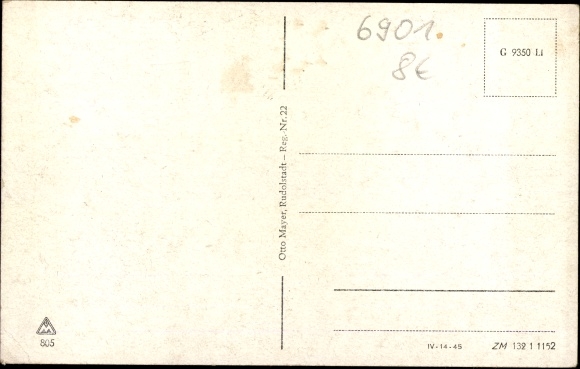 6901.
8€
G 9350 Li
Otto Mayer, Rudolstadt – Reg.-Nr. 22
805
IV-14-45
ZM 132 1 1152